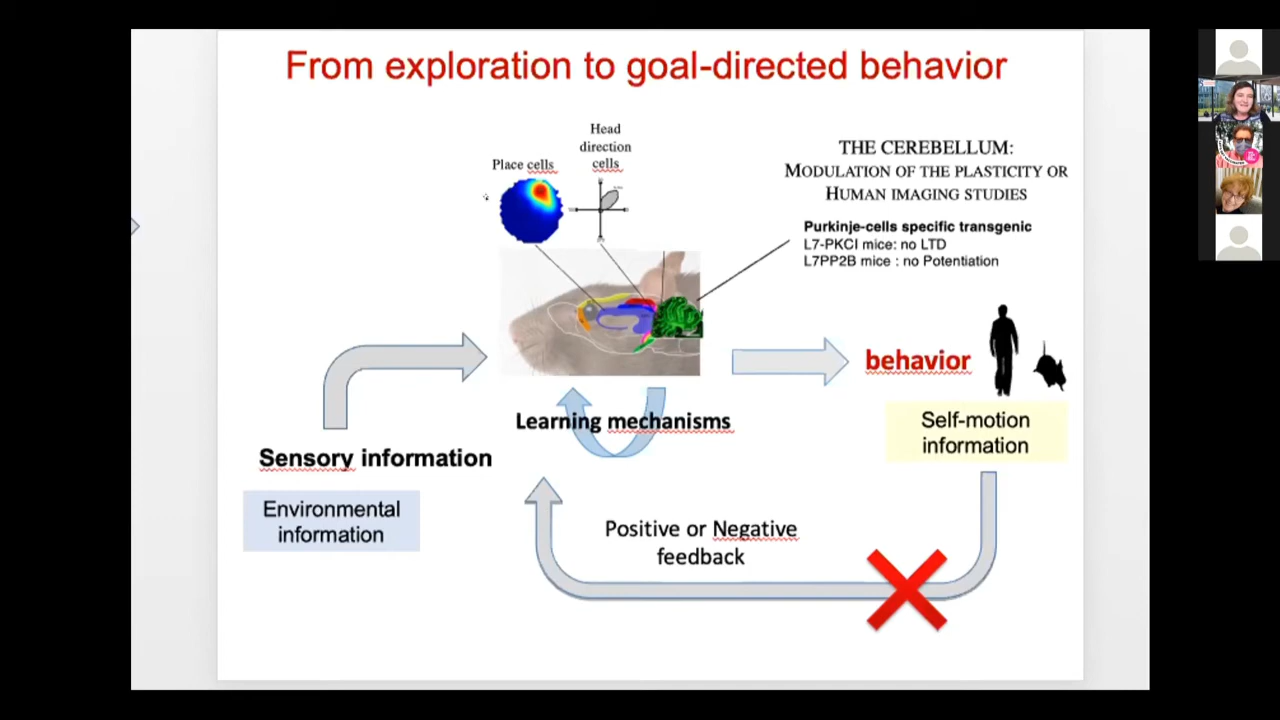 From exploration to goal-directed behavior
Head
direction
cells
Place cells
THE CEREBELLUM:
MODULATION OF THE PLASTICITY OR
HUMAN IMAGING STUDIES
Purkinje-cells specific transgenic
L7-PKCI mice: no LTD
L7PP2B mice : no Potentiation
behavior
Self-motion
information
Learning mechanisms
Sensory information
Environmental
information
Positive or Negative
feedback